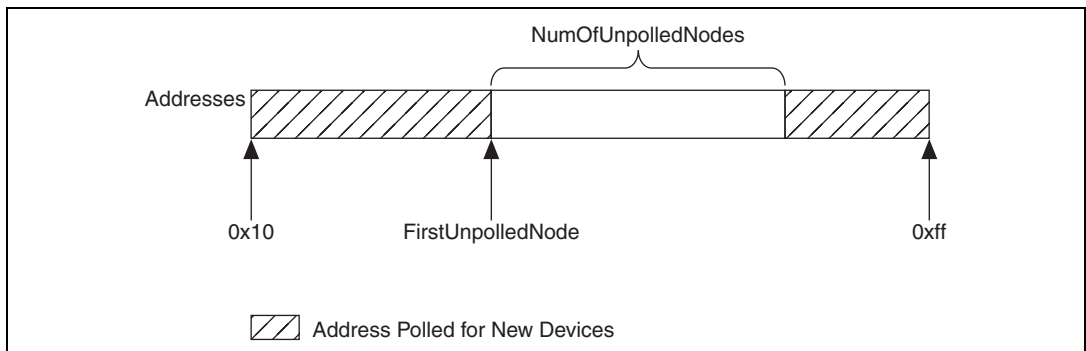 NumOfUnpolledNodes
Addresses
0x10
FirstUnpolledNode
0xff
Address Polled for New Devices